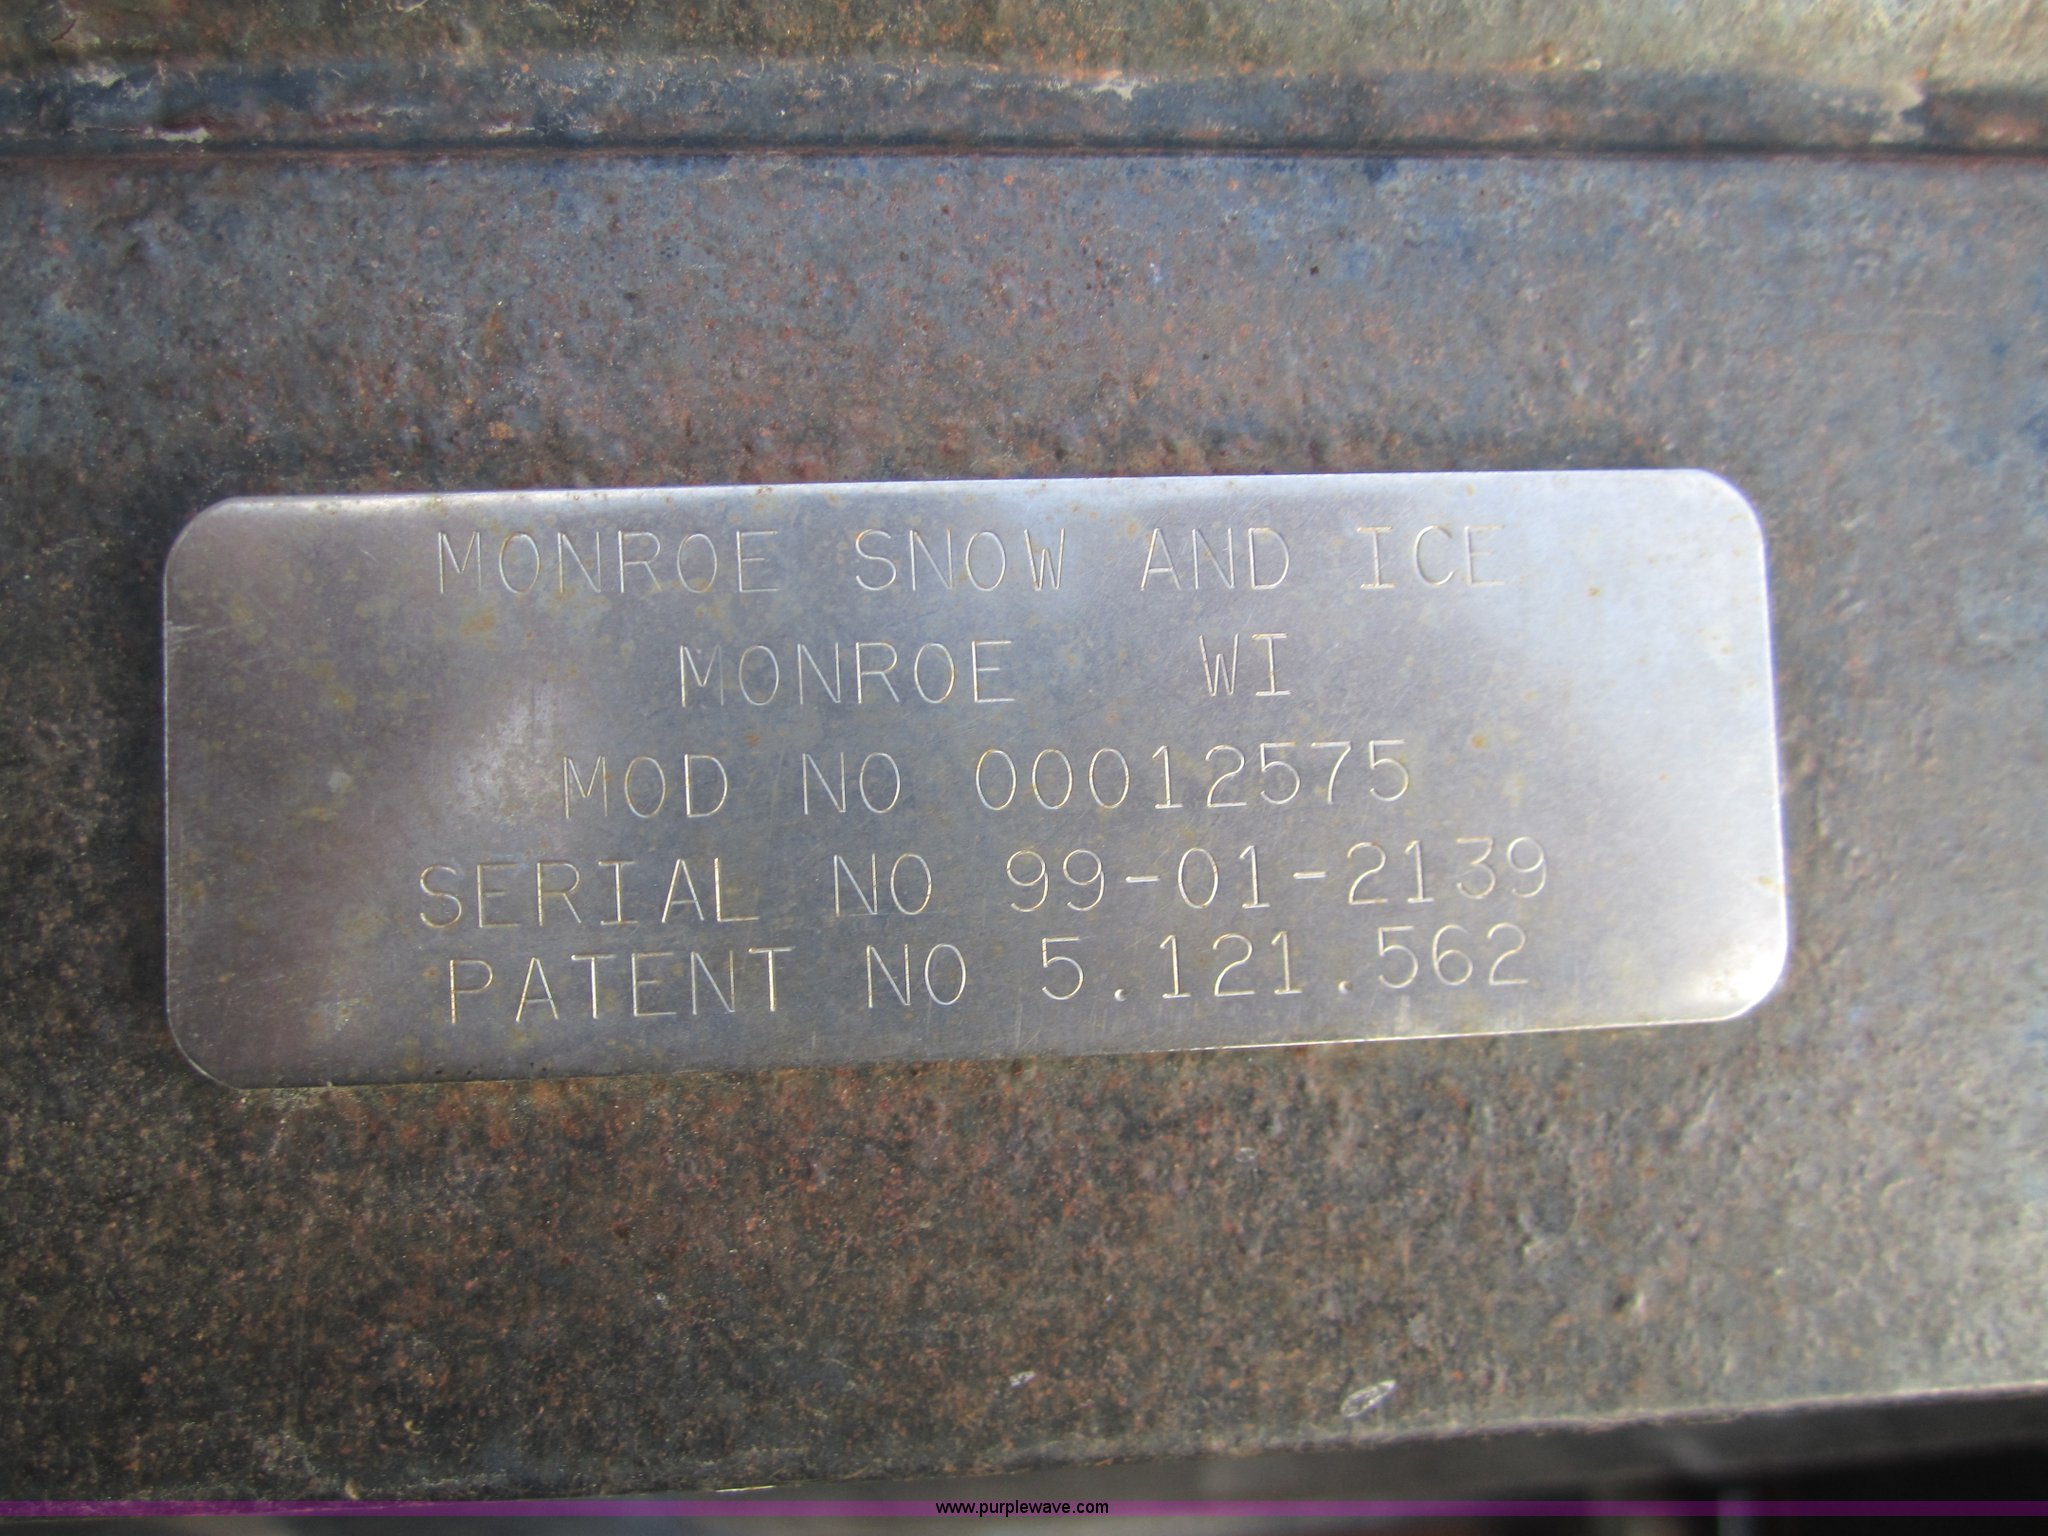 MONROE SNOW AND ICE
MONROE WI
MOD NO 00012575
SERIAL NO 99-01-2139
PATENT NO 5.121.562
www.purplewave.com